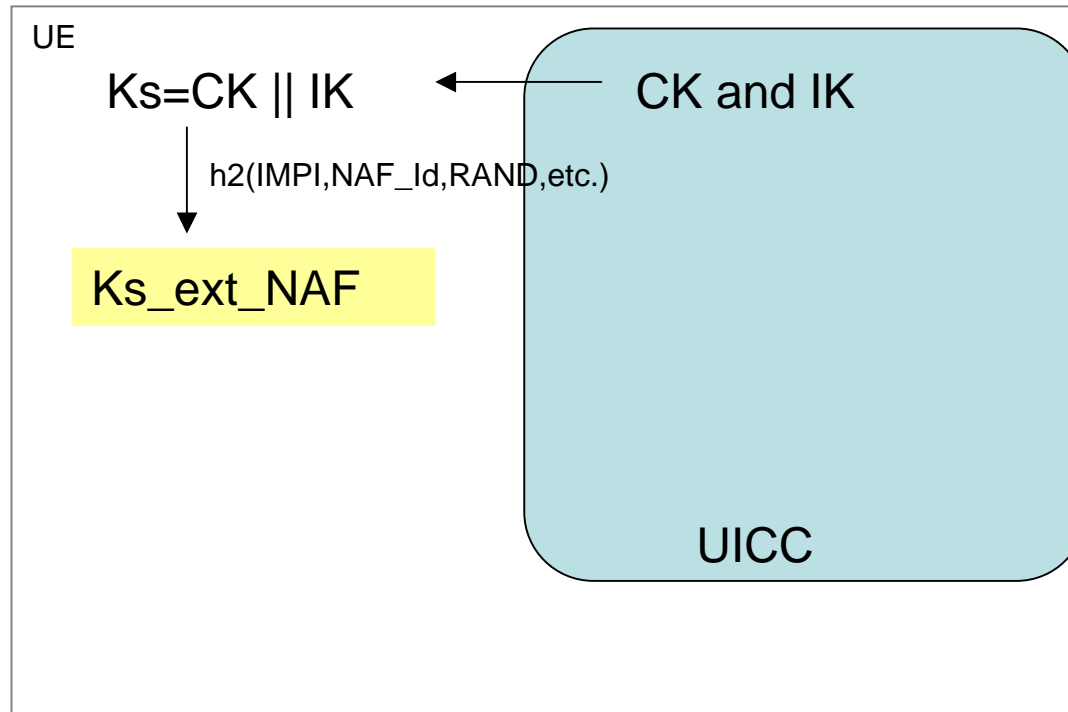 UE
Ks=CK || IK
CK and IK
h2(IMPI,NAF_Id,RAND,etc.)
Ks_ext_NAF
UICC